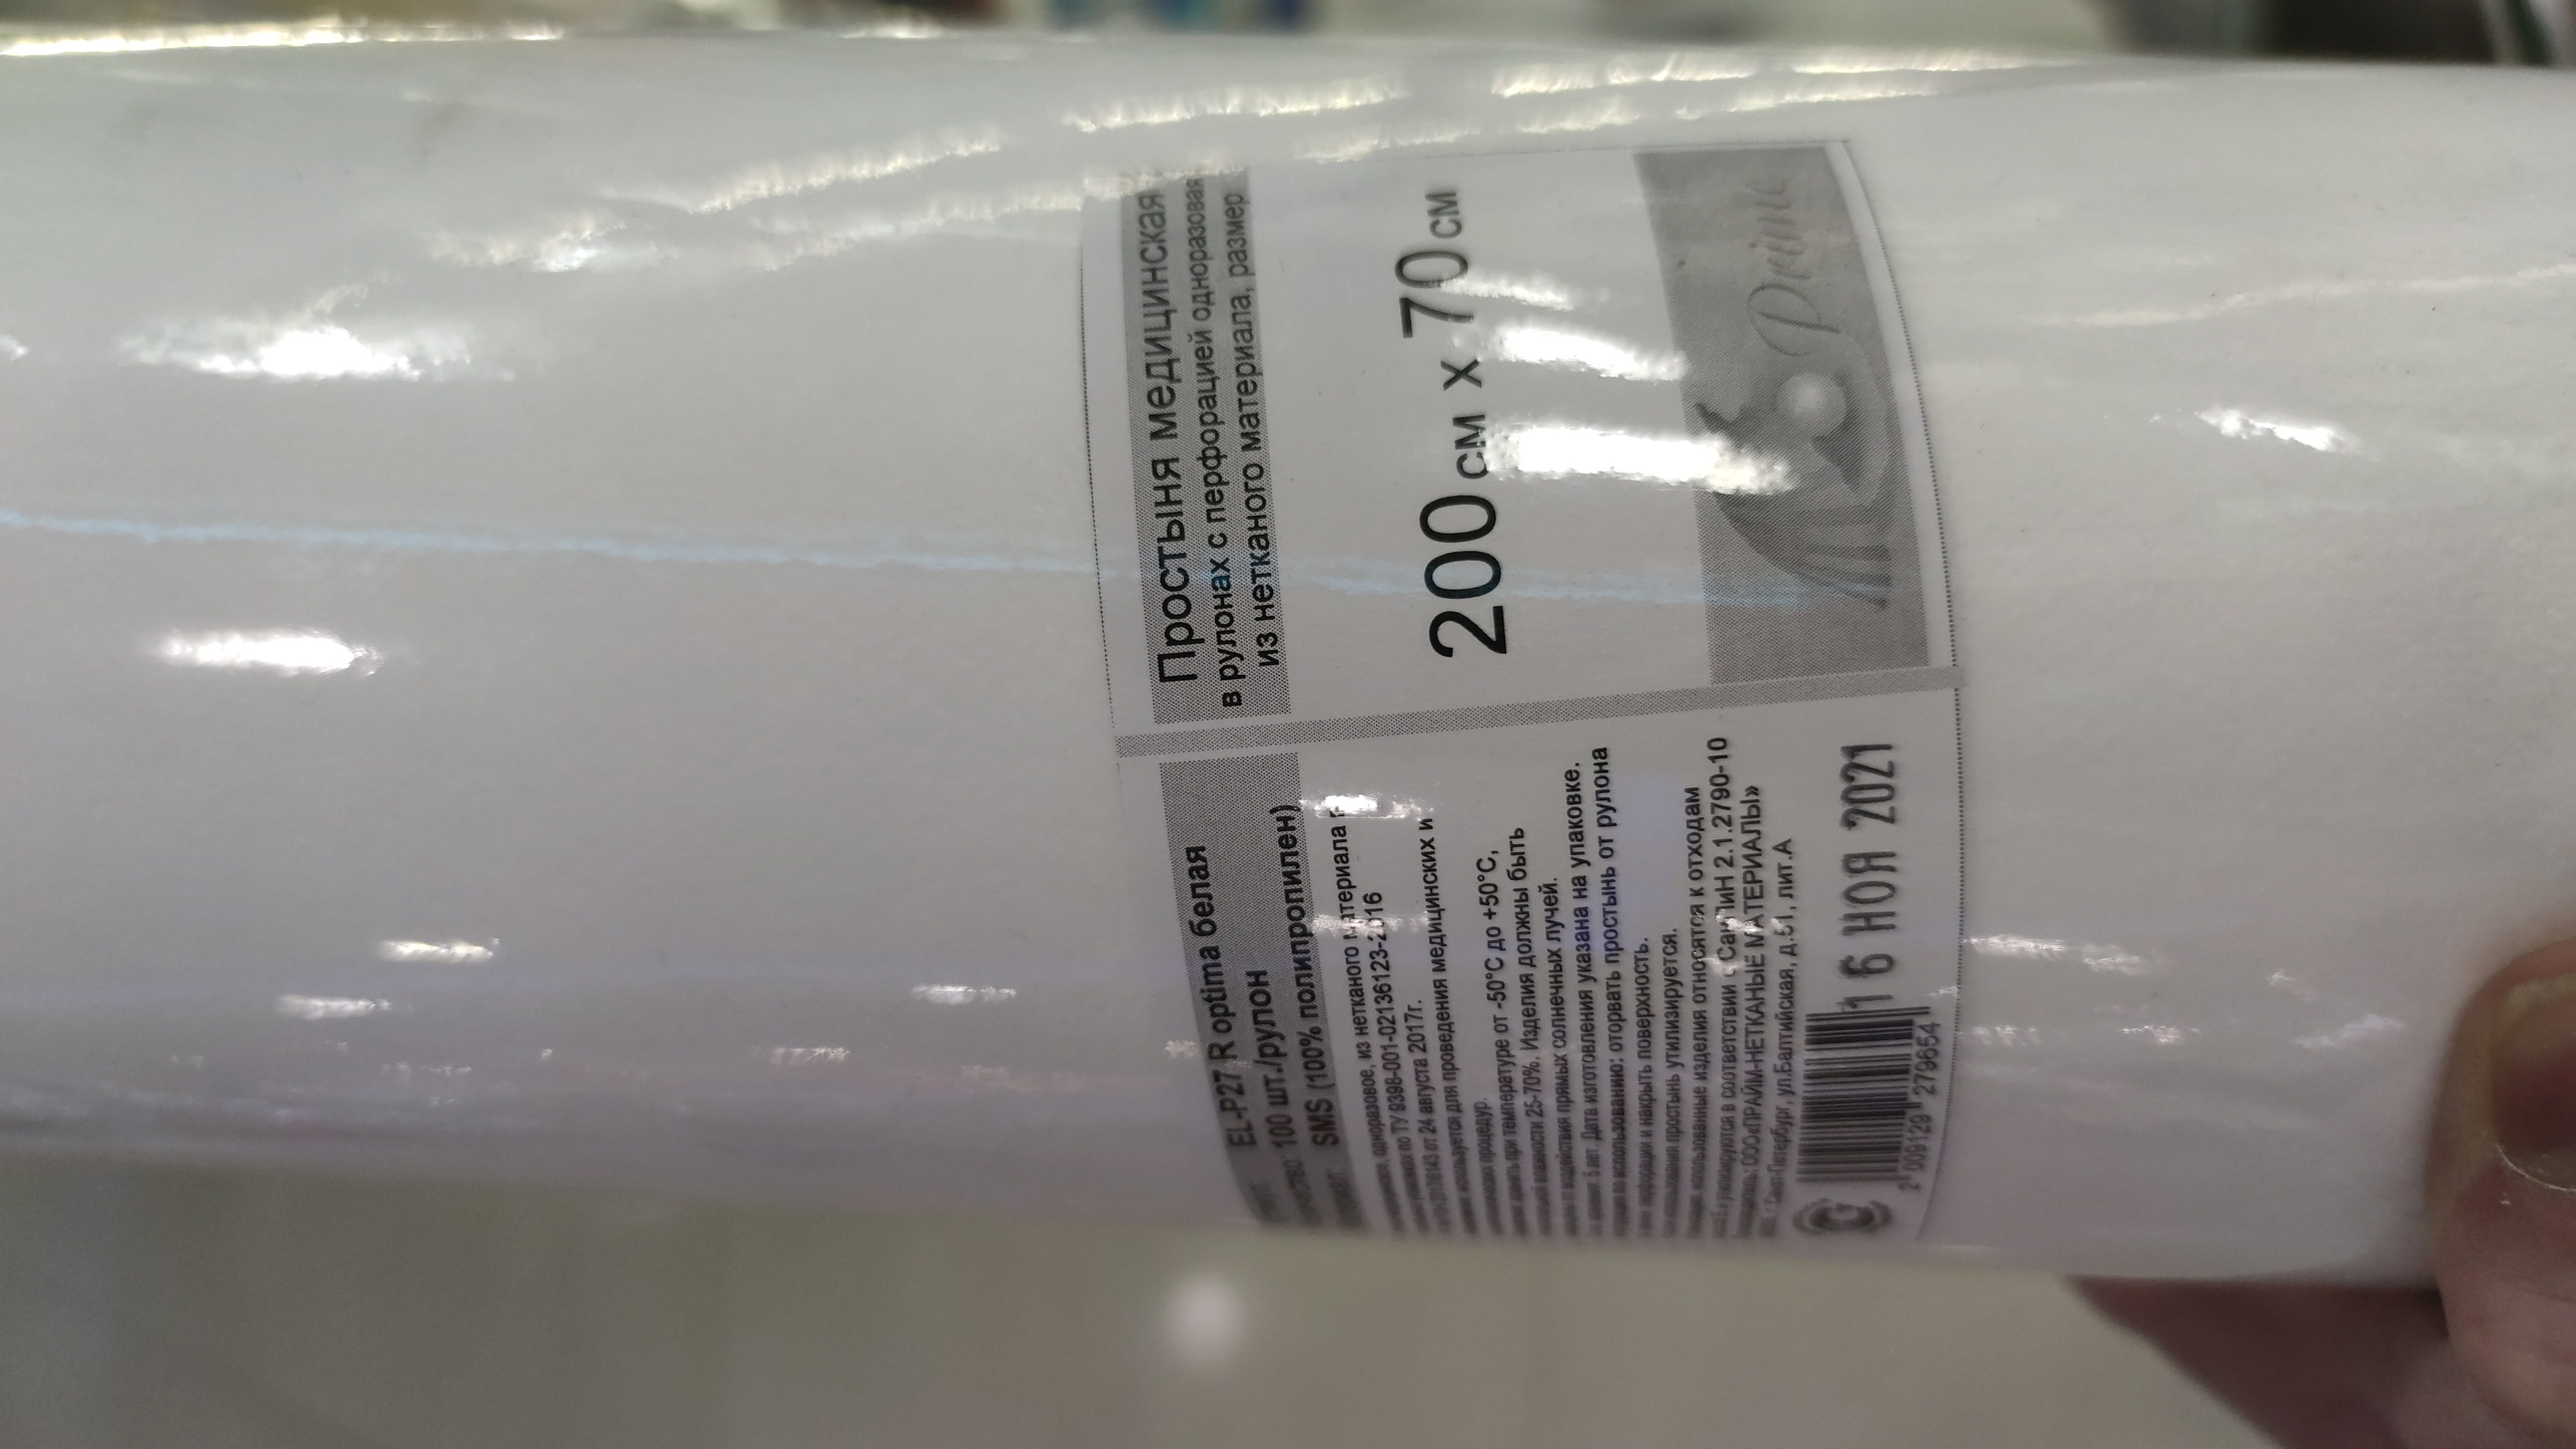 Простыня медицинская
в рулонах с перфорацией одноразовая
из нетканого материала, размер
200 см x 70 см
Prime
EL-P27 R optima белая
100 шт./рулон
SMS (100% полипропилен)
одноразовое, из нетканого материала
по ТУ 9398-001-02136123-2016
от 24 августа 2017г.
используется для проведения медицинских и
процедур.
при температуре от -50°С до +50°С,
влажности 25-70%. Изделия должны быть
прямых солнечных лучей.
5 лет. Дата изготовления указана на упаковке.
по использованию: оторвать простынь от рулона
и накрыть поверхность.
простынь утилизируется.
использованные изделия относятся к отходам
в соответствии с СанПиН 2.1.2790-10
ООО«ПРАЙМ-НЕТКАНЫЕ МАТЕРИАЛЫ»
г.Санкт-Петербург, ул.Балтийская, д.51, лит.А
16 НОЯ 2021
2 009129 279654